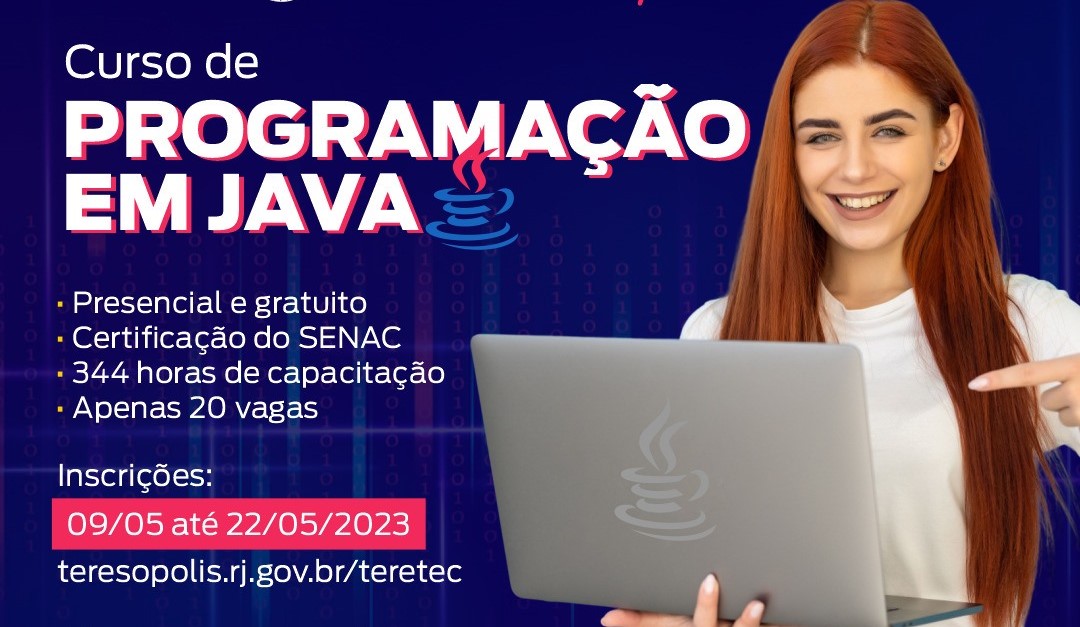 Curso de
PROGRAMAÇÃO
EM JAVA
· Presencial e gratuito
· Certificação do SENAC
· 344 horas de capacitação
· Apenas 20 vagas
Inscrições:
09/05 até 22/05/2023
teresopolis.rj.gov.br/teretec